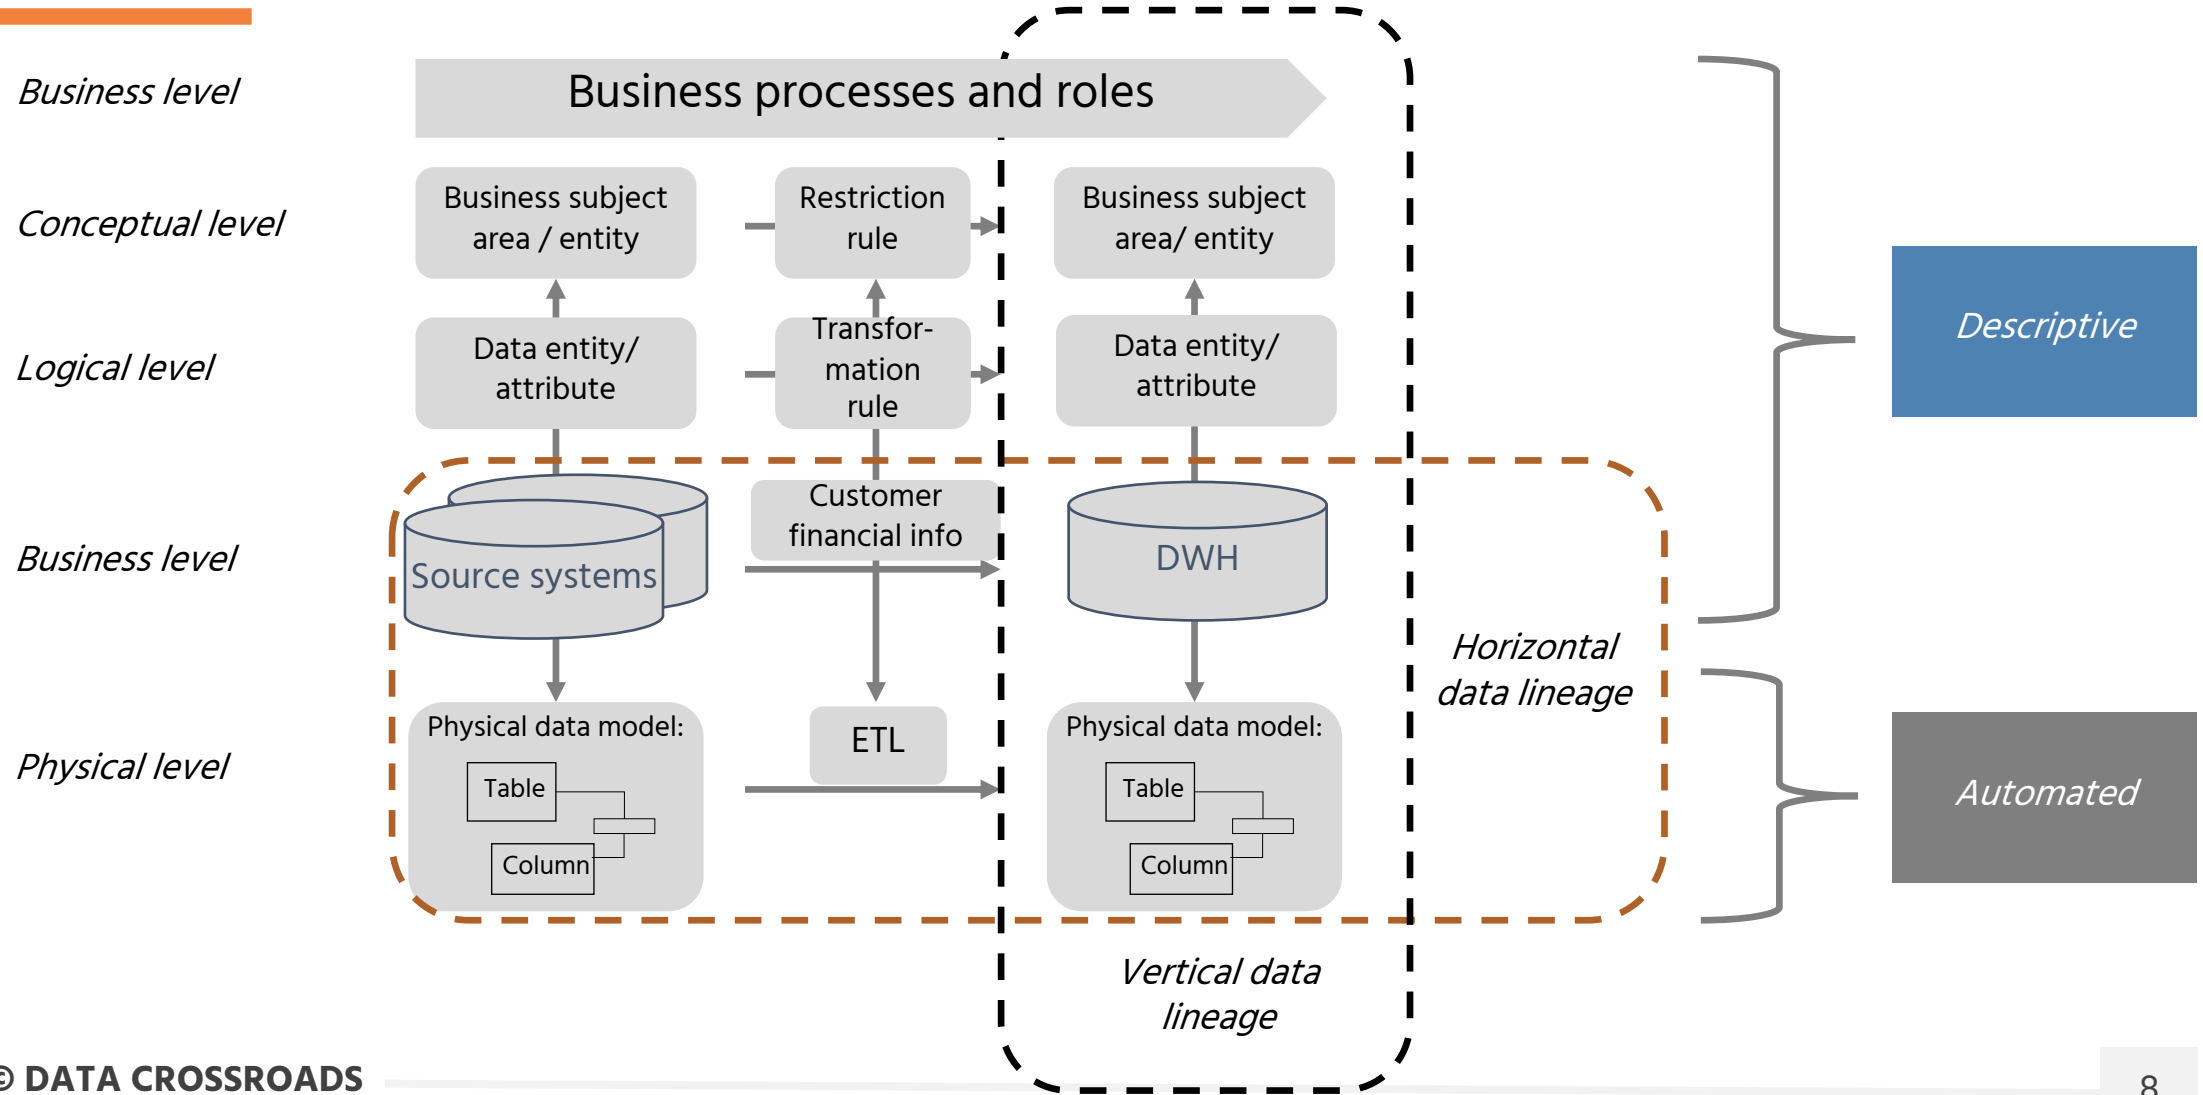 Business level
Business processes and roles
Conceptual level
Business subject
area / entity
Restriction
rule
Business subject
area/ entity
Logical level
Data entity/
attribute
Transfor-
mation
rule
Data entity/
attribute
Descriptive
Business level
Source systems
Customer
financial info
DWH
Horizontal
data lineage
Physical level
Physical data model:
Table
Column
ETL
Physical data model:
Table
Column
Automated
Vertical data
lineage
© DATA CROSSROADS
8